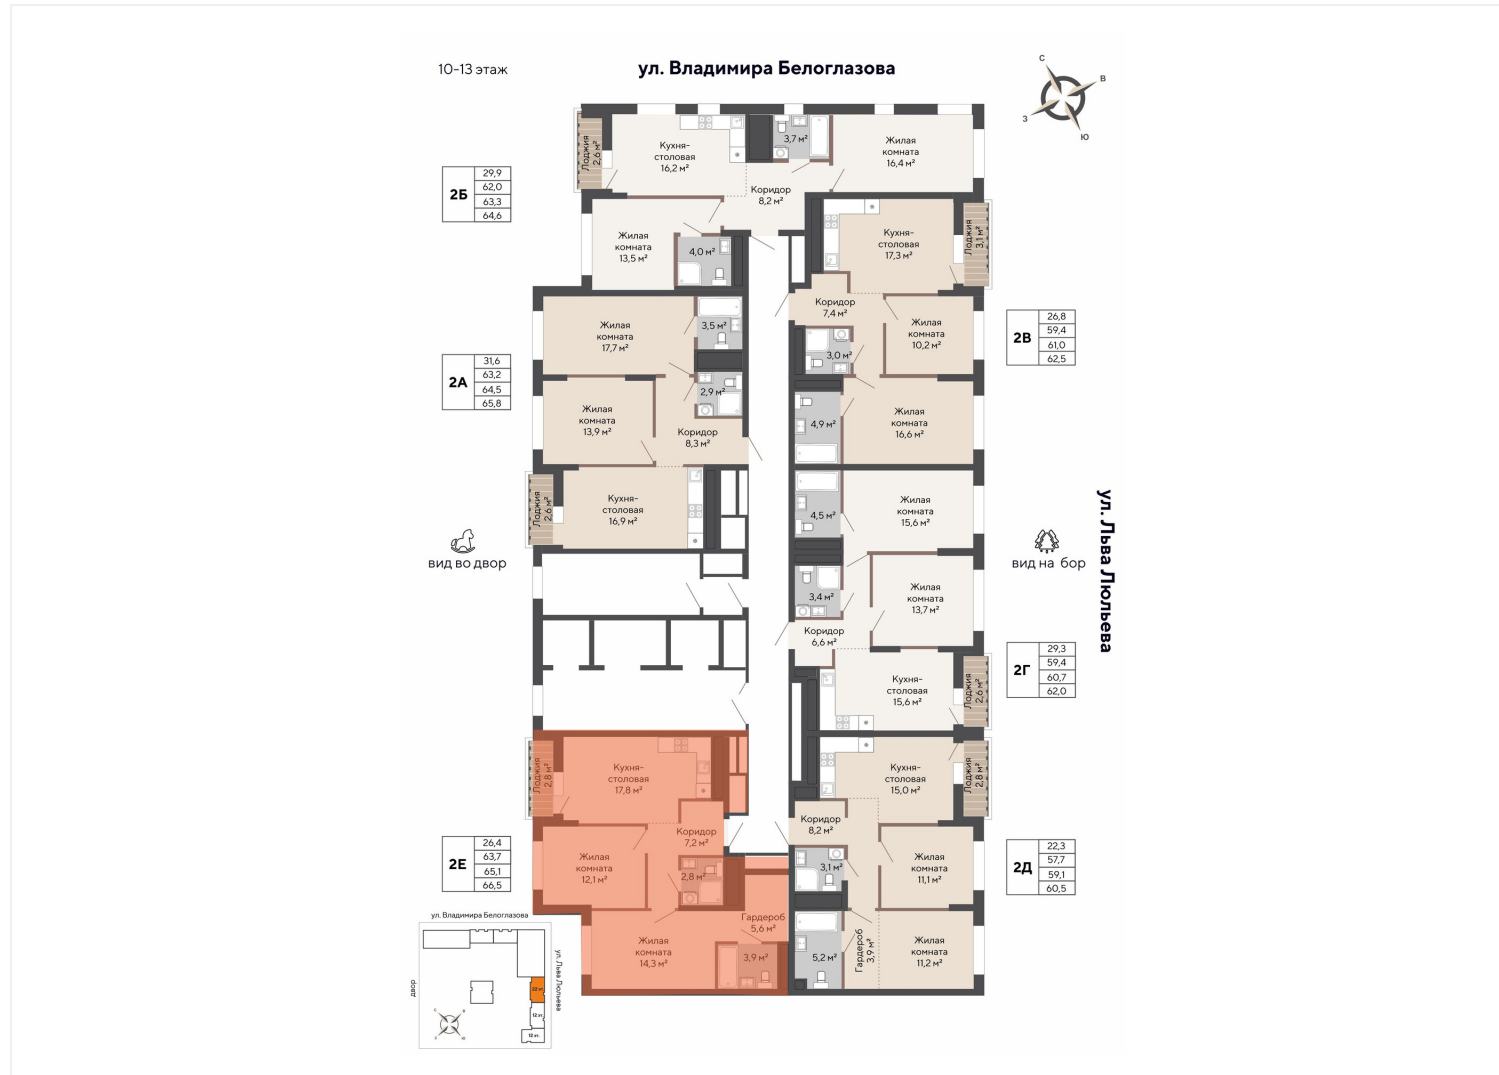 10-13 этаж
ул. Владимира Белоглазова
С
В
З
Ю
2Б
29,9
62,0
63,3
64,6
Лоджия
2,6 м²
Кухня-
столовая
16,2 м²
3,7 м²
Жилая
комната
16,4 м²
Коридор
8,2 м²
Жилая
комната
13,5 м²
4,0 м²
Кухня-
столовая
17,3 м²
Лоджия
3,1 м²
Коридор
7,4 м²
Жилая
комната
10,2 м²
3,0 м²
2В
26,8
59,4
61,0
62,5
Жилая
комната
17,7 м²
3,5 м²
2А
31,6
63,2
64,5
65,8
2,9 м²
Жилая
комната
13,9 м²
Коридор
8,3 м²
4,9 м²
Жилая
комната
16,6 м²
Лоджия
2,6 м²
Кухня-
столовая
16,9 м²
4,5 м²
Жилая
комната
15,6 м²
вид во двор
вид на бор
ул. Льва Люльева
3,4 м²
Жилая
комната
13,7 м²
Коридор
6,6 м²
Кухня-
столовая
15,6 м²
Лоджия
2,6 м²
2Г
29,3
59,4
60,7
62,0
Лоджия
2,8 м²
Кухня-
столовая
17,8 м²
Кухня-
столовая
15,0 м²
Лоджия
2,8 м²
Коридор
7,2 м²
Коридор
8,2 м²
2Е
26,4
63,7
65,1
66,5
Жилая
комната
12,1 м²
2,8 м²
3,1 м²
Жилая
комната
11,1 м²
2Д
22,3
57,7
59,1
60,5
Гардероб
5,6 м²
Жилая
комната
14,3 м²
3,9 м²
5,2 м²
Гардероб
3,9 м²
Жилая
комната
11,2 м²
ул. Владимира Белоглазова
ул. Льва Люльева
двор
22 эт.
12 эт.
12 эт.
С
В
З
Ю